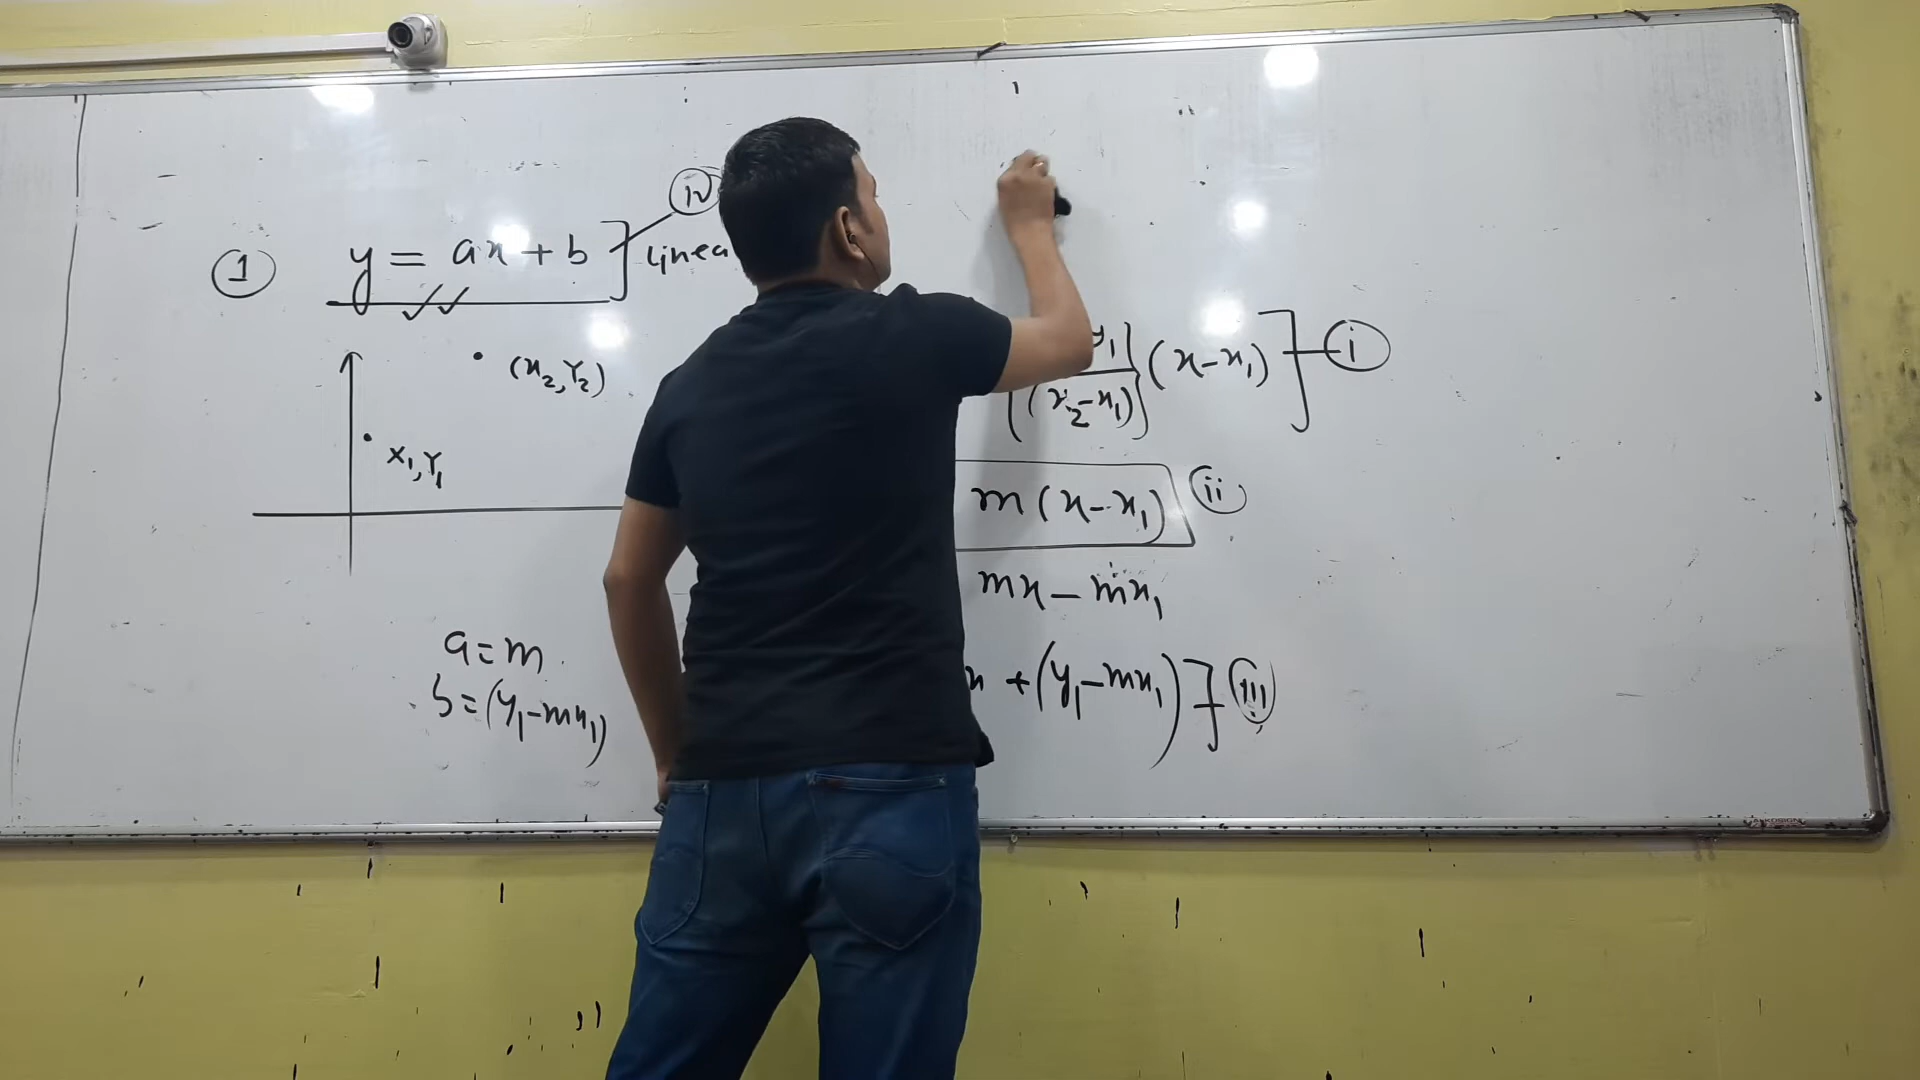 iv
① y = ax + b ] Linea
(x₂, Y₂)
X₁, Y₁
y₁
(x₂ - x₁) (x - x₁) ] i
m(x - x₁) ii
mx - mx₁
a = m
x + (y₁ - mx₁) ] iii
b = (y₁ - mx₁)